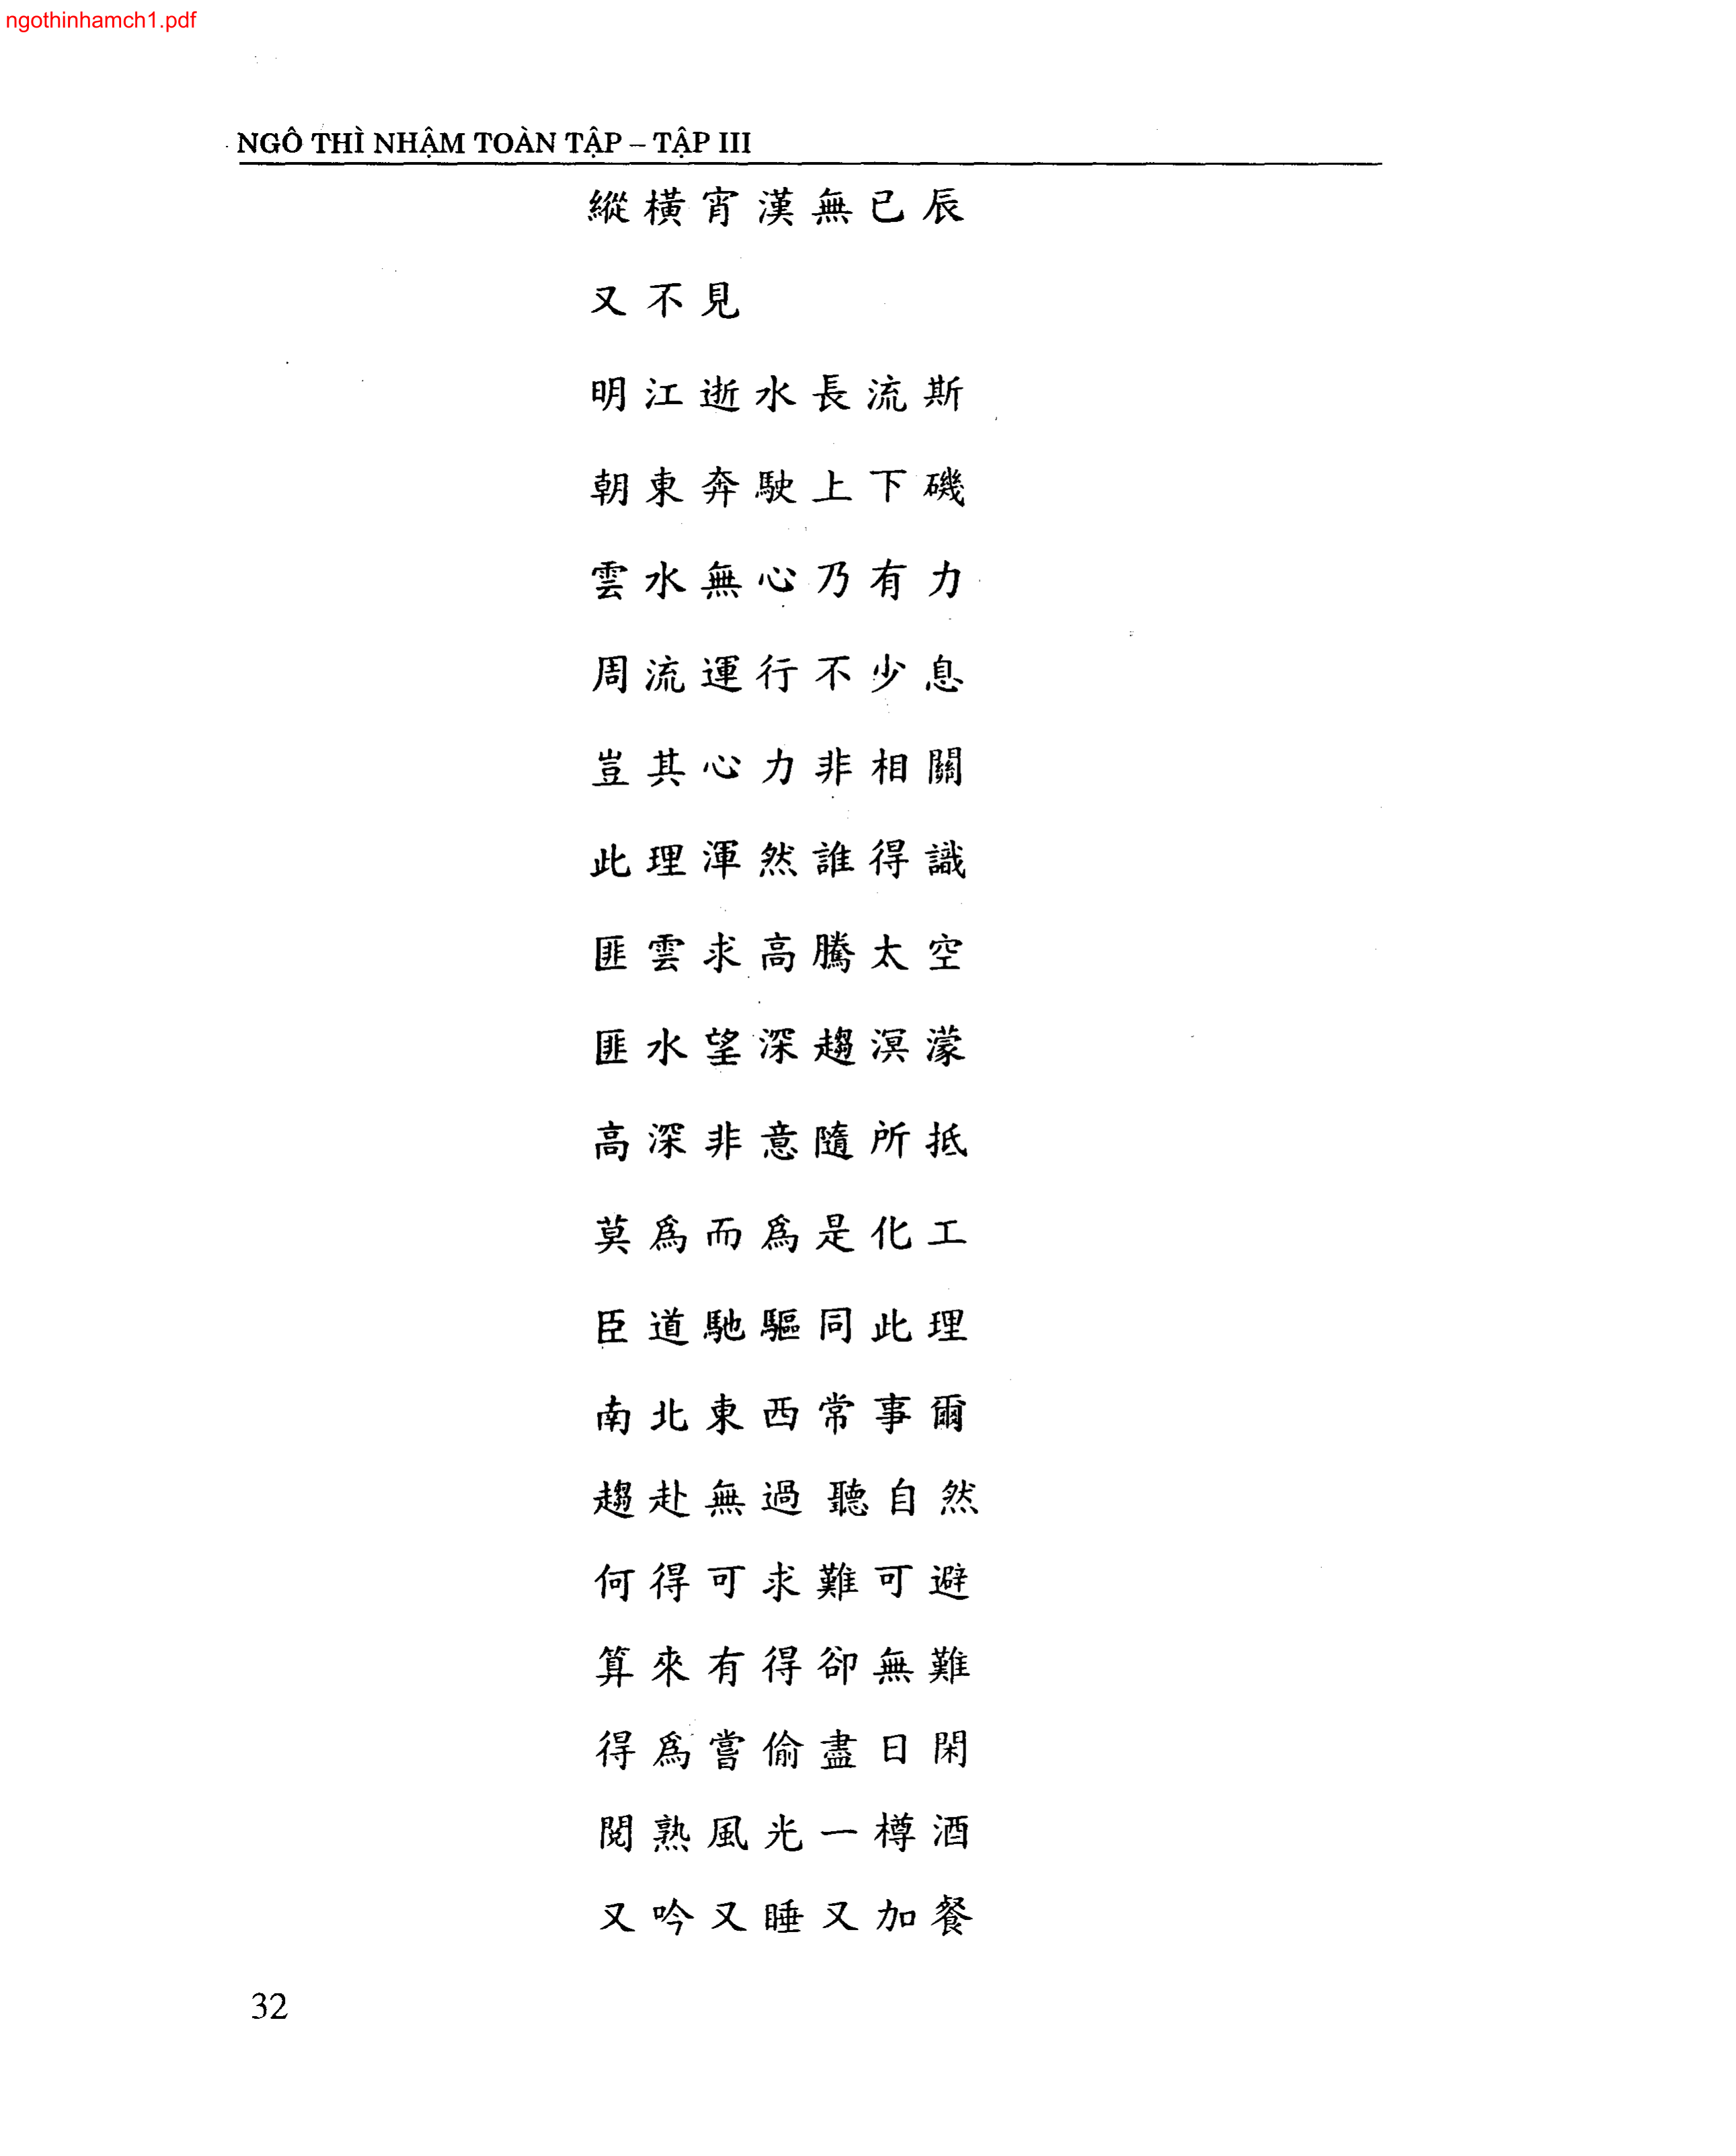 ngothinhamch1.pdf
NGÔ THÌ NHẬM TOÀN TẬP – TẬP III
縱橫宵漢無已辰
又不見
明江逝水長流斯
朝東奔駛上下磯
雲水無心乃有力
周流運行不少息
豈其心力非相關
此理渾然誰得識
匪雲求高騰太空
匪水望深趨溟濛
高深非意隨所抵
莫爲而爲是化工
臣道馳驅同此理
南北東西常事爾
趨赴無過聽自然
何得可求難可避
算來有得卻無難
得爲嘗偷盡日閑
閱熟風光一樽酒
又吟又睡又加餐
32